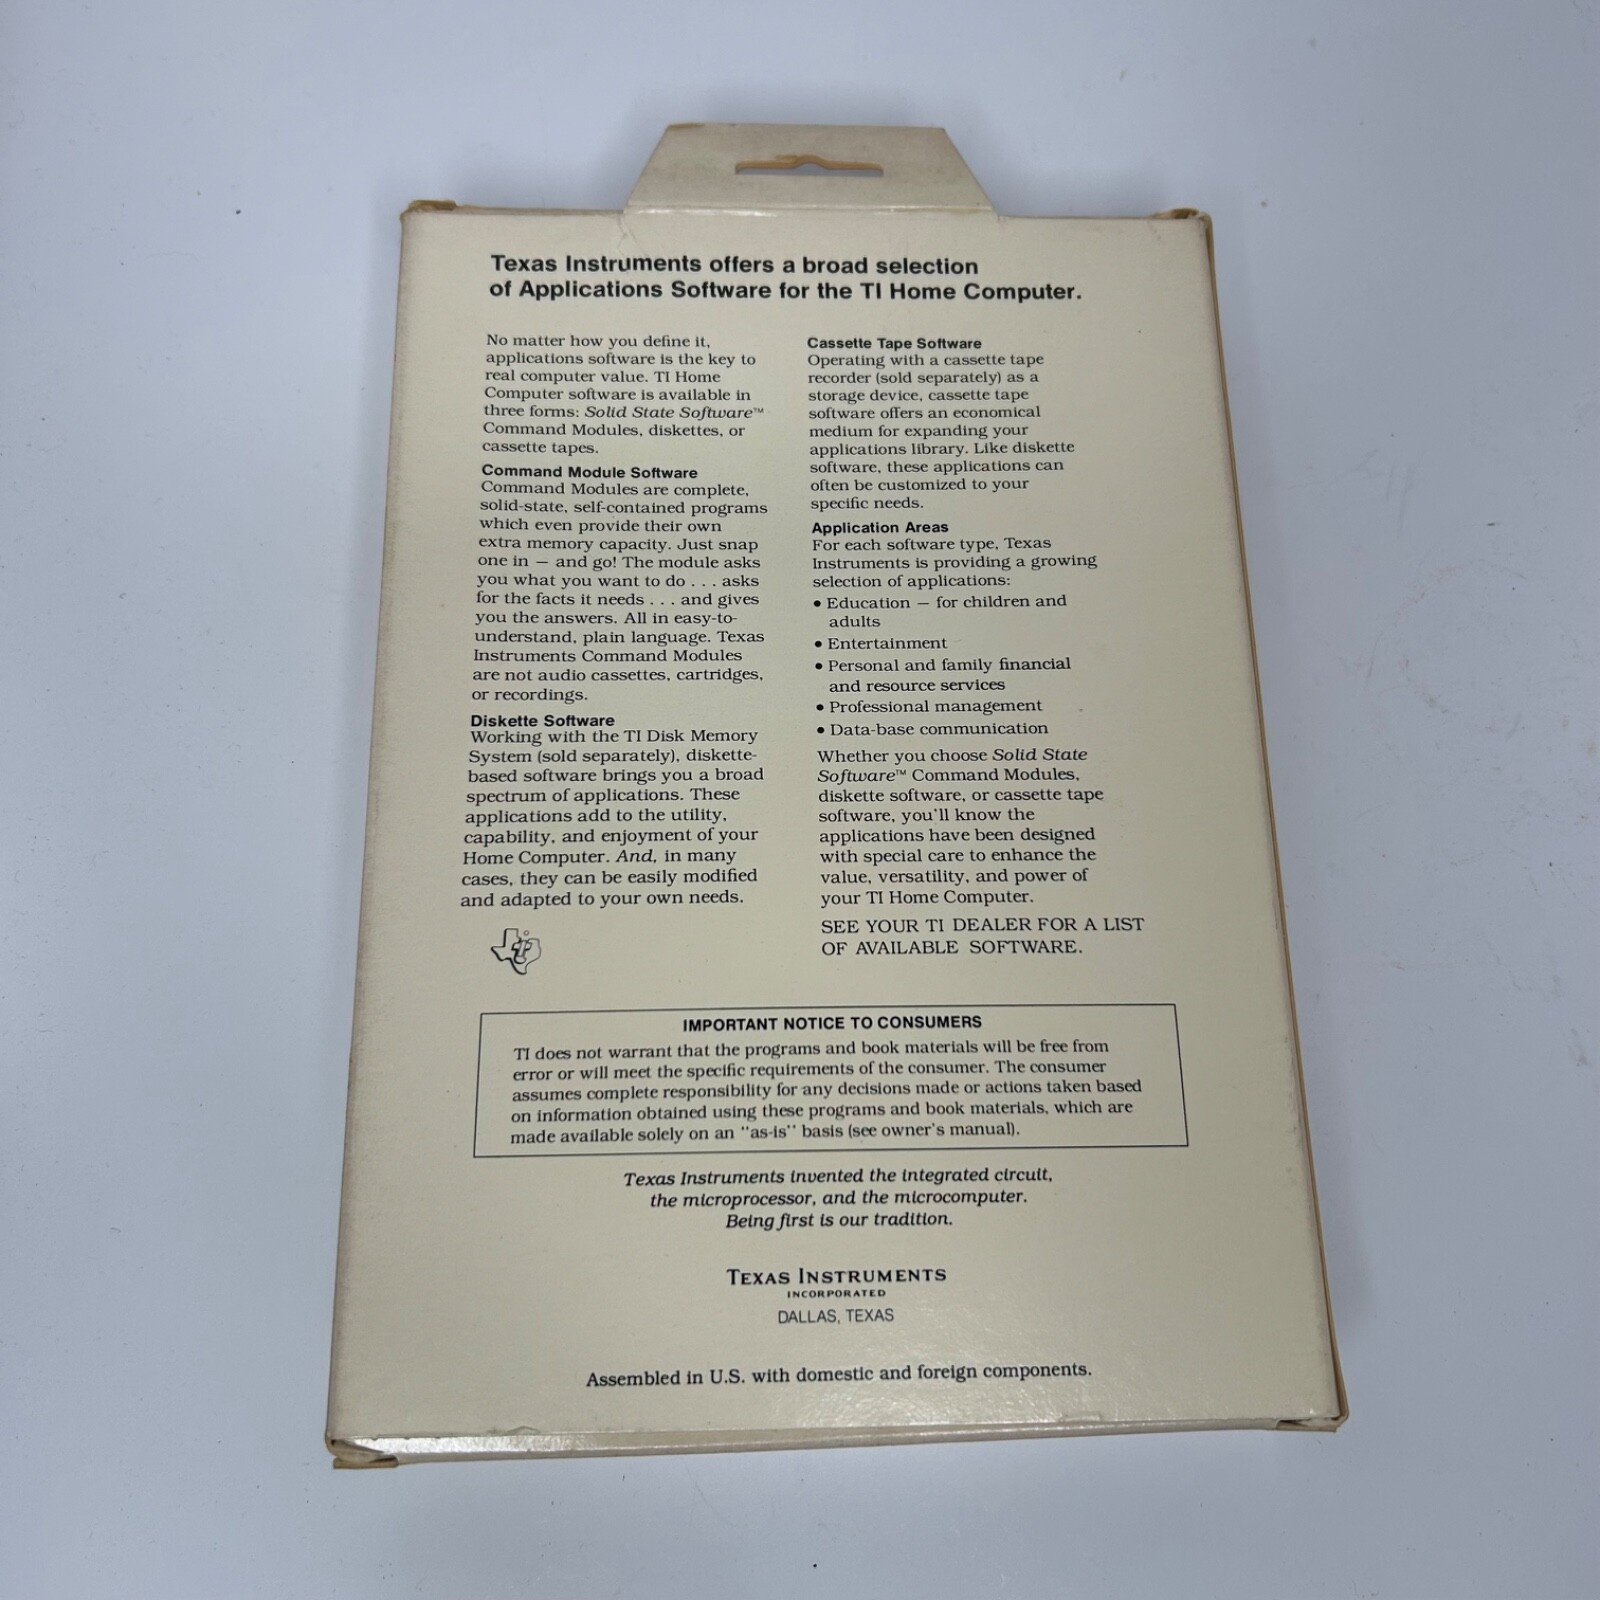 Texas Instruments offers a broad selection
of Applications Software for the TI Home Computer.
No matter how you define it,
applications software is the key to
real computer value. TI Home
Computer software is available in
three forms: Solid State Software™
Command Modules, diskettes, or
cassette tapes.
Command Module Software
Command Modules are complete,
solid-state, self-contained programs
which even provide their own
extra memory capacity. Just snap
one in — and go! The module asks
you what you want to do . . . asks
for the facts it needs . . . and gives
you the answers. All in easy-to-
understand, plain language. Texas
Instruments Command Modules
are not audio cassettes, cartridges,
or recordings.
Diskette Software
Working with the TI Disk Memory
System (sold separately), diskette-
based software brings you a broad
spectrum of applications. These
applications add to the utility,
capability, and enjoyment of your
Home Computer. And, in many
cases, they can be easily modified
and adapted to your own needs.
Cassette Tape Software
Operating with a cassette tape
recorder (sold separately) as a
storage device, cassette tape
software offers an economical
medium for expanding your
applications library. Like diskette
software, these applications can
often be customized to your
specific needs.
Application Areas
For each software type, Texas
Instruments is providing a growing
selection of applications:
• Education — for children and
adults
• Entertainment
• Personal and family financial
and resource services
• Professional management
• Data-base communication
Whether you choose Solid State
Software™ Command Modules,
diskette software, or cassette tape
software, you'll know the
applications have been designed
with special care to enhance the
value, versatility, and power of
your TI Home Computer.
SEE YOUR TI DEALER FOR A LIST
OF AVAILABLE SOFTWARE.
IMPORTANT NOTICE TO CONSUMERS
TI does not warrant that the programs and book materials will be free from
error or will meet the specific requirements of the consumer. The consumer
assumes complete responsibility for any decisions made or actions taken based
on information obtained using these programs and book materials, which are
made available solely on an "as-is" basis (see owner's manual).
Texas Instruments invented the integrated circuit,
the microprocessor, and the microcomputer.
Being first is our tradition.
TEXAS INSTRUMENTS
INCORPORATED
DALLAS, TEXAS
Assembled in U.S. with domestic and foreign components.